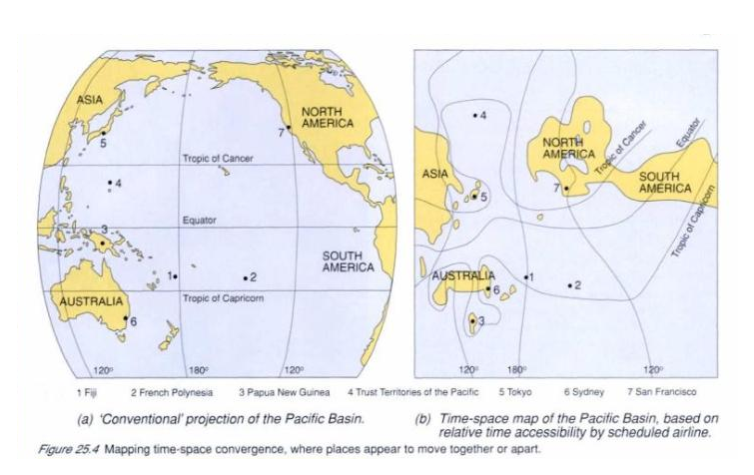 ASIA
NORTH
AMERICA
7
5
Tropic of Cancer
4
Equator
3
SOUTH
AMERICA
1
2
AUSTRALIA
Tropic of Capricorn
6
120°
180°
120°
4
NORTH
AMERICA
Tropic of Cancer
Equator
ASIA
SOUTH
AMERICA
7
5
Tropic of Capricorn
AUSTRALIA
1
2
6
3
120°
180°
120°
1 Fiji 2 French Polynesia 3 Papua New Guinea 4 Trust Territories of the Pacific 5 Tokyo 6 Sydney 7 San Francisco
(a) 'Conventional' projection of the Pacific Basin.
(b) Time-space map of the Pacific Basin, based on
relative time accessibility by scheduled airline.
Figure 25.4 Mapping time-space convergence, where places appear to move together or apart.